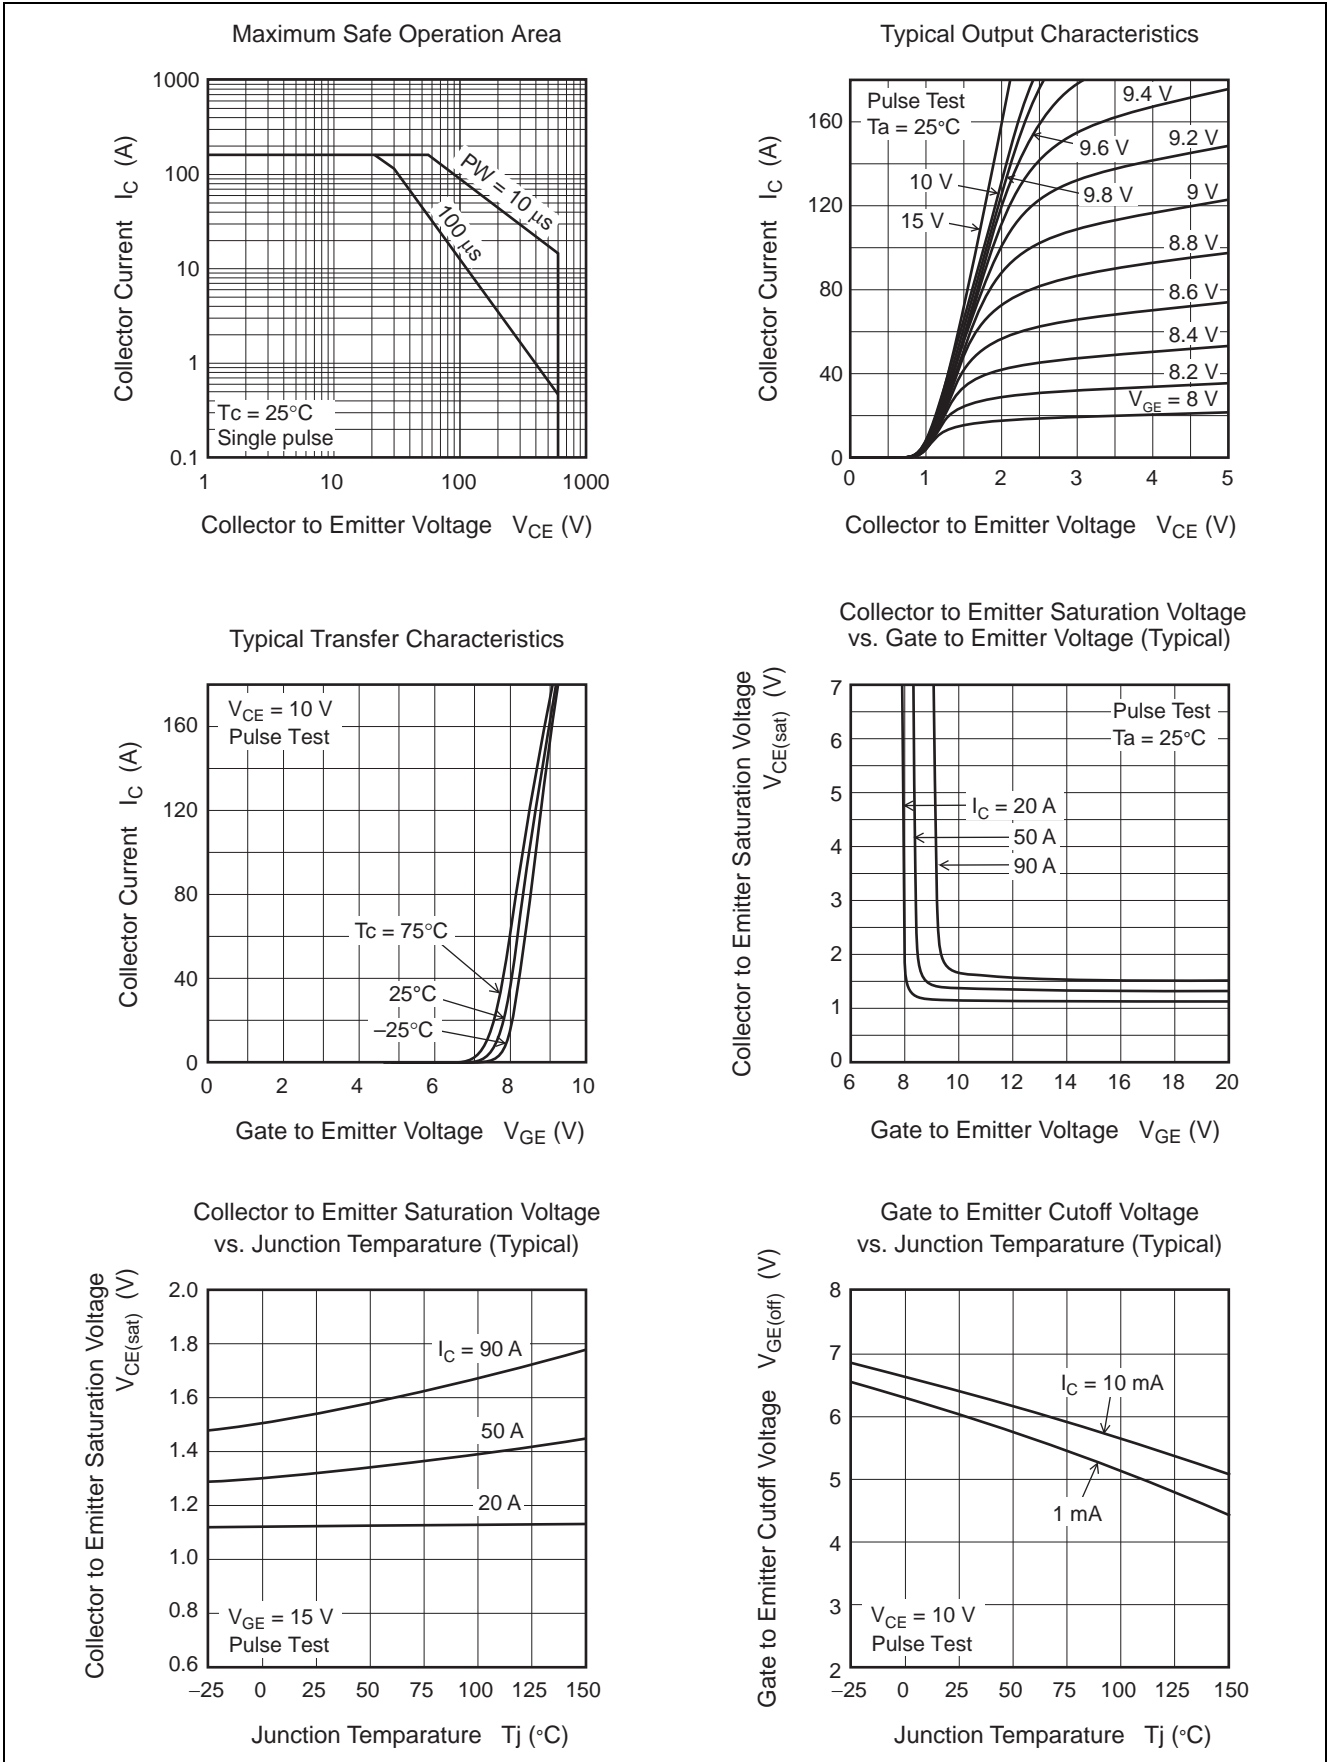 Maximum Safe Operation Area
Collector Current I_C (A)
1000
100
10
1
0.1
PW = 10 μs
100 μs
Tc = 25°C
Single pulse
1
10
100
1000
Collector to Emitter Voltage V_CE (V)
Typical Output Characteristics
Collector Current I_C (A)
160
120
80
40
0
Pulse Test
Ta = 25°C
9.4 V
9.6 V
9.2 V
10 V
9.8 V
9 V
15 V
8.8 V
8.6 V
8.4 V
8.2 V
V_GE = 8 V
0
1
2
3
4
5
Collector to Emitter Voltage V_CE (V)
Typical Transfer Characteristics
Collector Current I_C (A)
160
120
80
40
0
V_CE = 10 V
Pulse Test
Tc = 75°C
25°C
–25°C
0
2
4
6
8
10
Gate to Emitter Voltage V_GE (V)
Collector to Emitter Saturation Voltage
vs. Gate to Emitter Voltage (Typical)
Collector to Emitter Saturation Voltage
V_CE(sat) (V)
7
6
5
4
3
2
1
0
Pulse Test
Ta = 25°C
I_C = 20 A
50 A
90 A
6
8
10
12
14
16
18
20
Gate to Emitter Voltage V_GE (V)
Collector to Emitter Saturation Voltage
vs. Junction Temparature (Typical)
Collector to Emitter Saturation Voltage
V_CE(sat) (V)
2.0
1.8
1.6
1.4
1.2
1.0
0.8
0.6
I_C = 90 A
50 A
20 A
V_GE = 15 V
Pulse Test
–25
0
25
50
75
100
125
150
Junction Temparature Tj (°C)
Gate to Emitter Cutoff Voltage
vs. Junction Temparature (Typical)
Gate to Emitter Cutoff Voltage V_GE(off) (V)
8
7
6
5
4
3
2
I_C = 10 mA
1 mA
V_CE = 10 V
Pulse Test
–25
0
25
50
75
100
125
150
Junction Temparature Tj (°C)